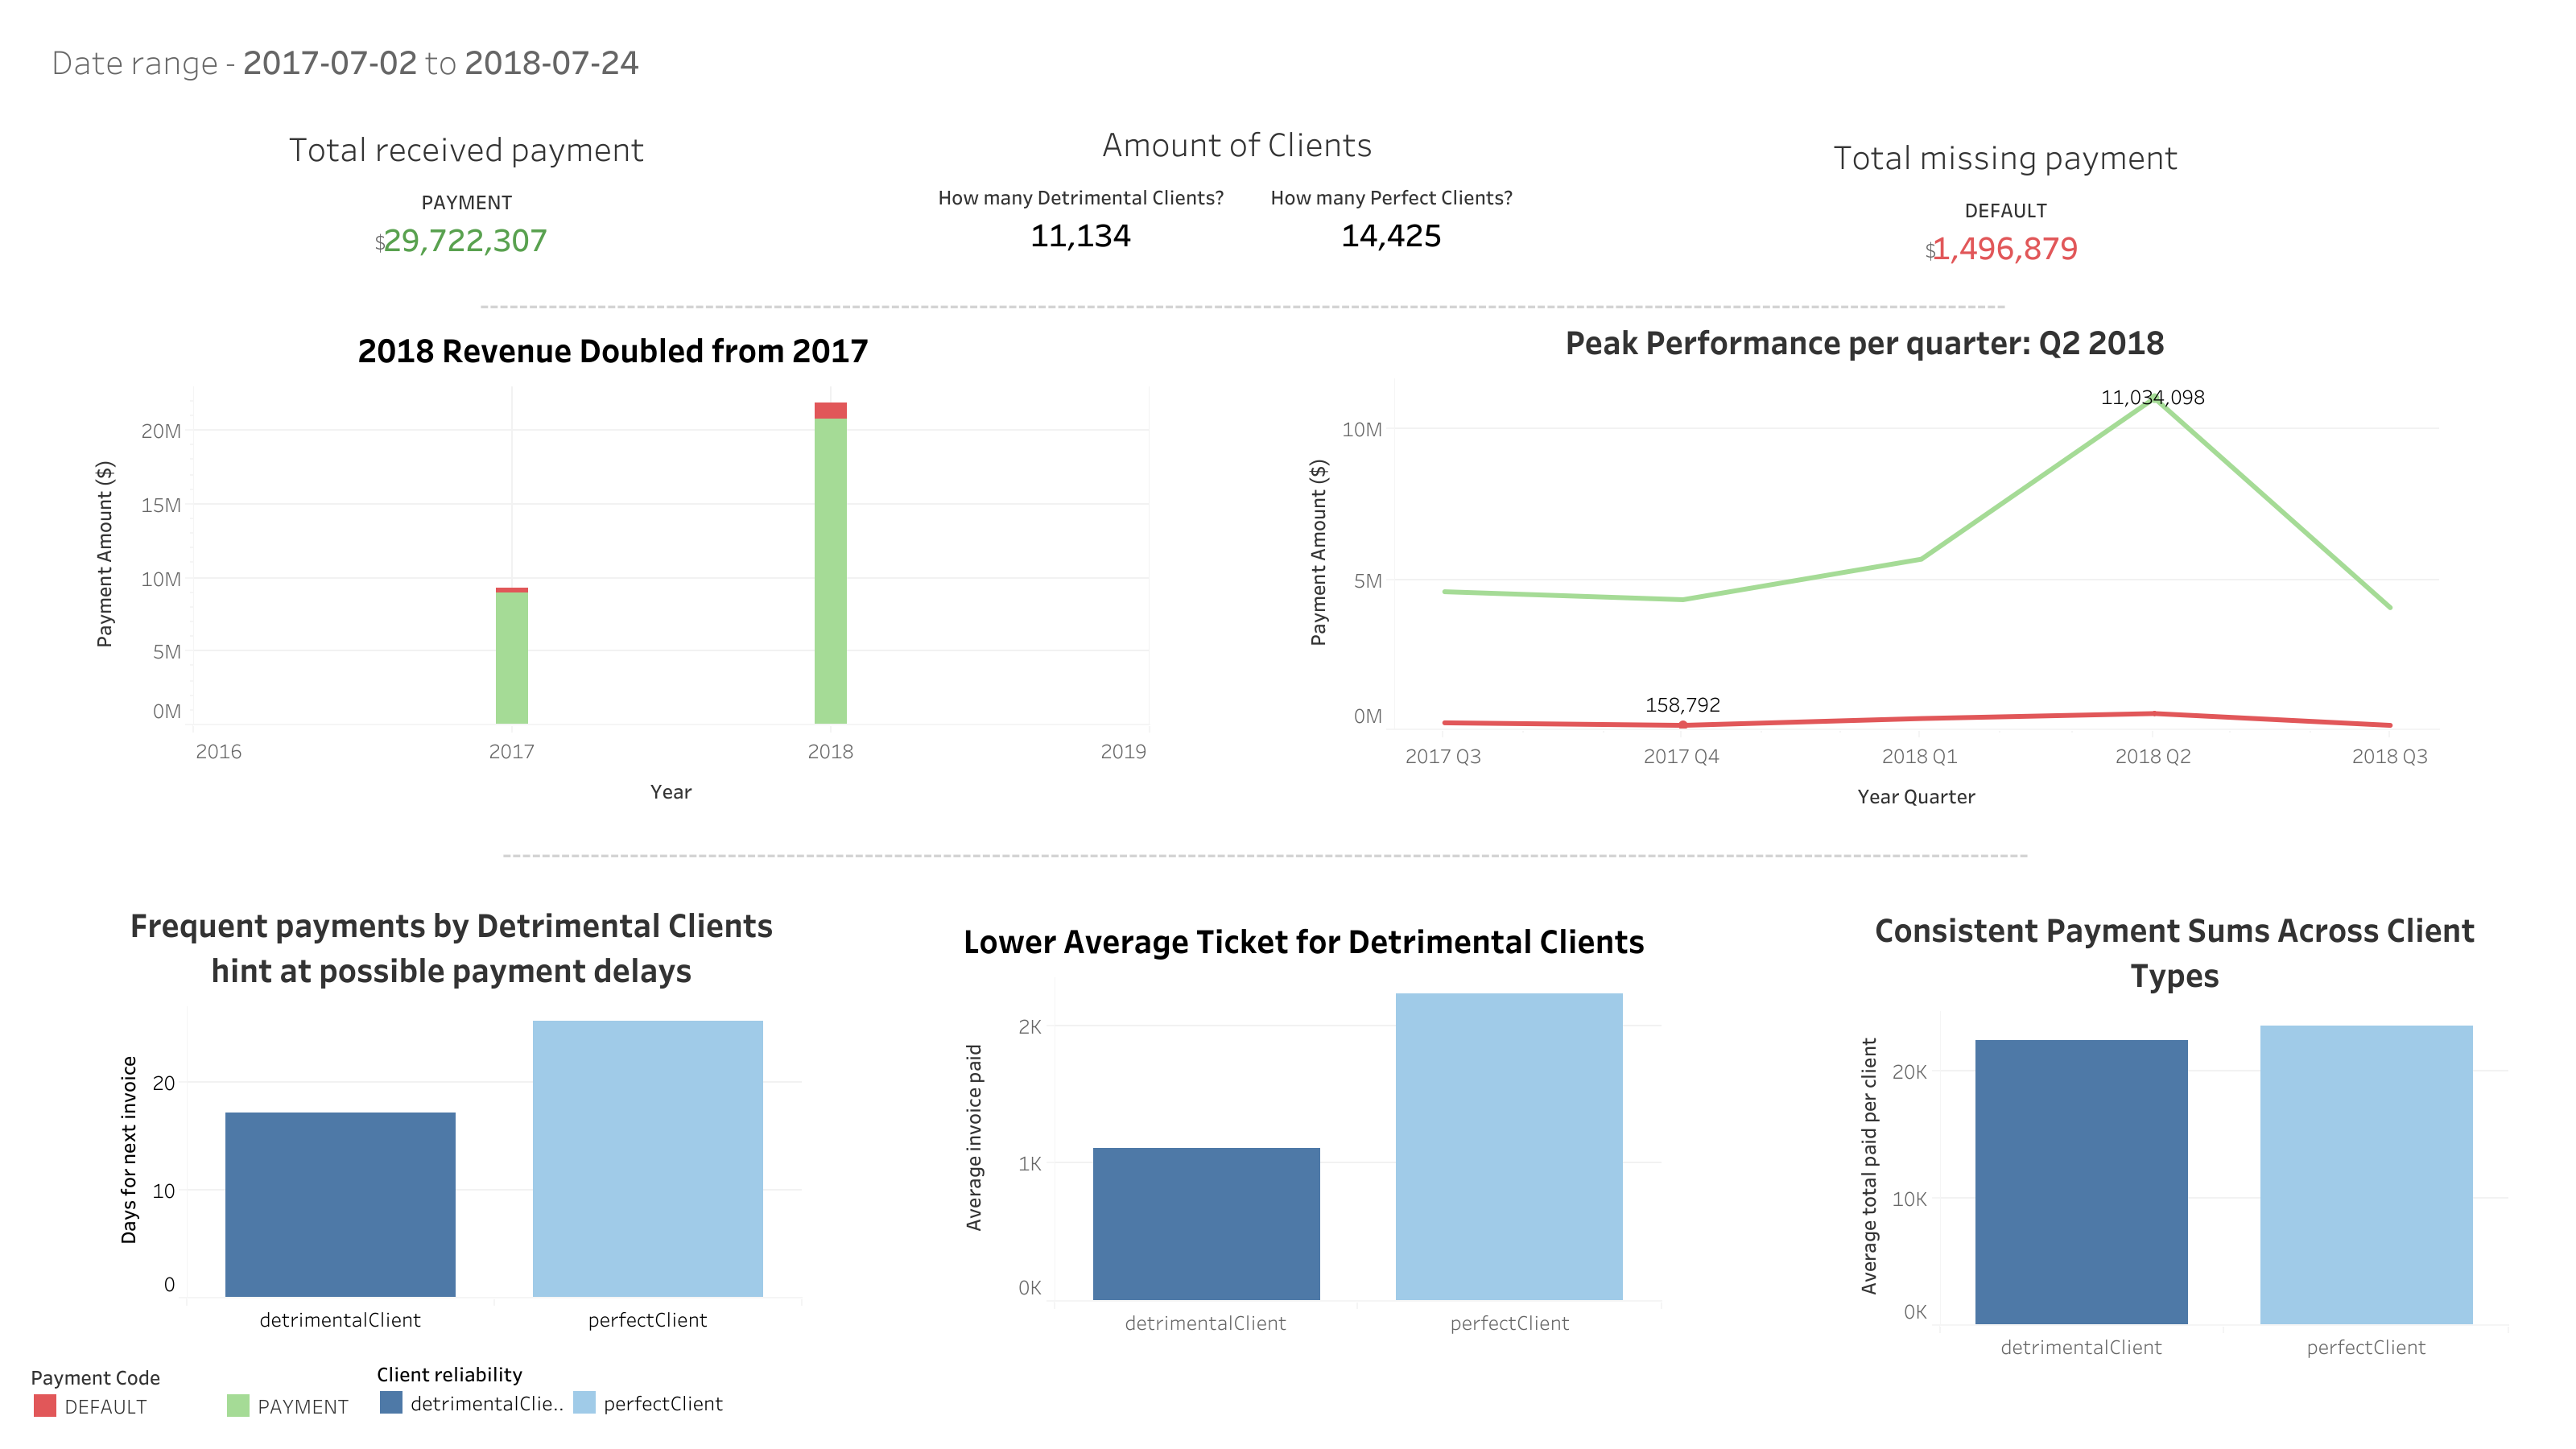 Date range - 2017-07-02 to 2018-07-24
Total received payment
PAYMENT
$29,722,307
Amount of Clients
How many Detrimental Clients?
11,134
How many Perfect Clients?
14,425
Total missing payment
DEFAULT
$1,496,879
2018 Revenue Doubled from 2017
Payment Amount ($)
20M
15M
10M
5M
0M
2016
2017
2018
2019
Year
Peak Performance per quarter: Q2 2018
Payment Amount ($)
10M
5M
0M
11,034,098
158,792
2017 Q3
2017 Q4
2018 Q1
2018 Q2
2018 Q3
Year Quarter
Frequent payments by Detrimental Clients
hint at possible payment delays
Days for next invoice
20
10
0
detrimentalClient
perfectClient
Lower Average Ticket for Detrimental Clients
Average invoice paid
2K
1K
0K
detrimentalClient
perfectClient
Consistent Payment Sums Across Client
Types
Average total paid per client
20K
10K
0K
detrimentalClient
perfectClient
Payment Code
DEFAULT
PAYMENT
Client reliability
detrimentalClie..
perfectClient